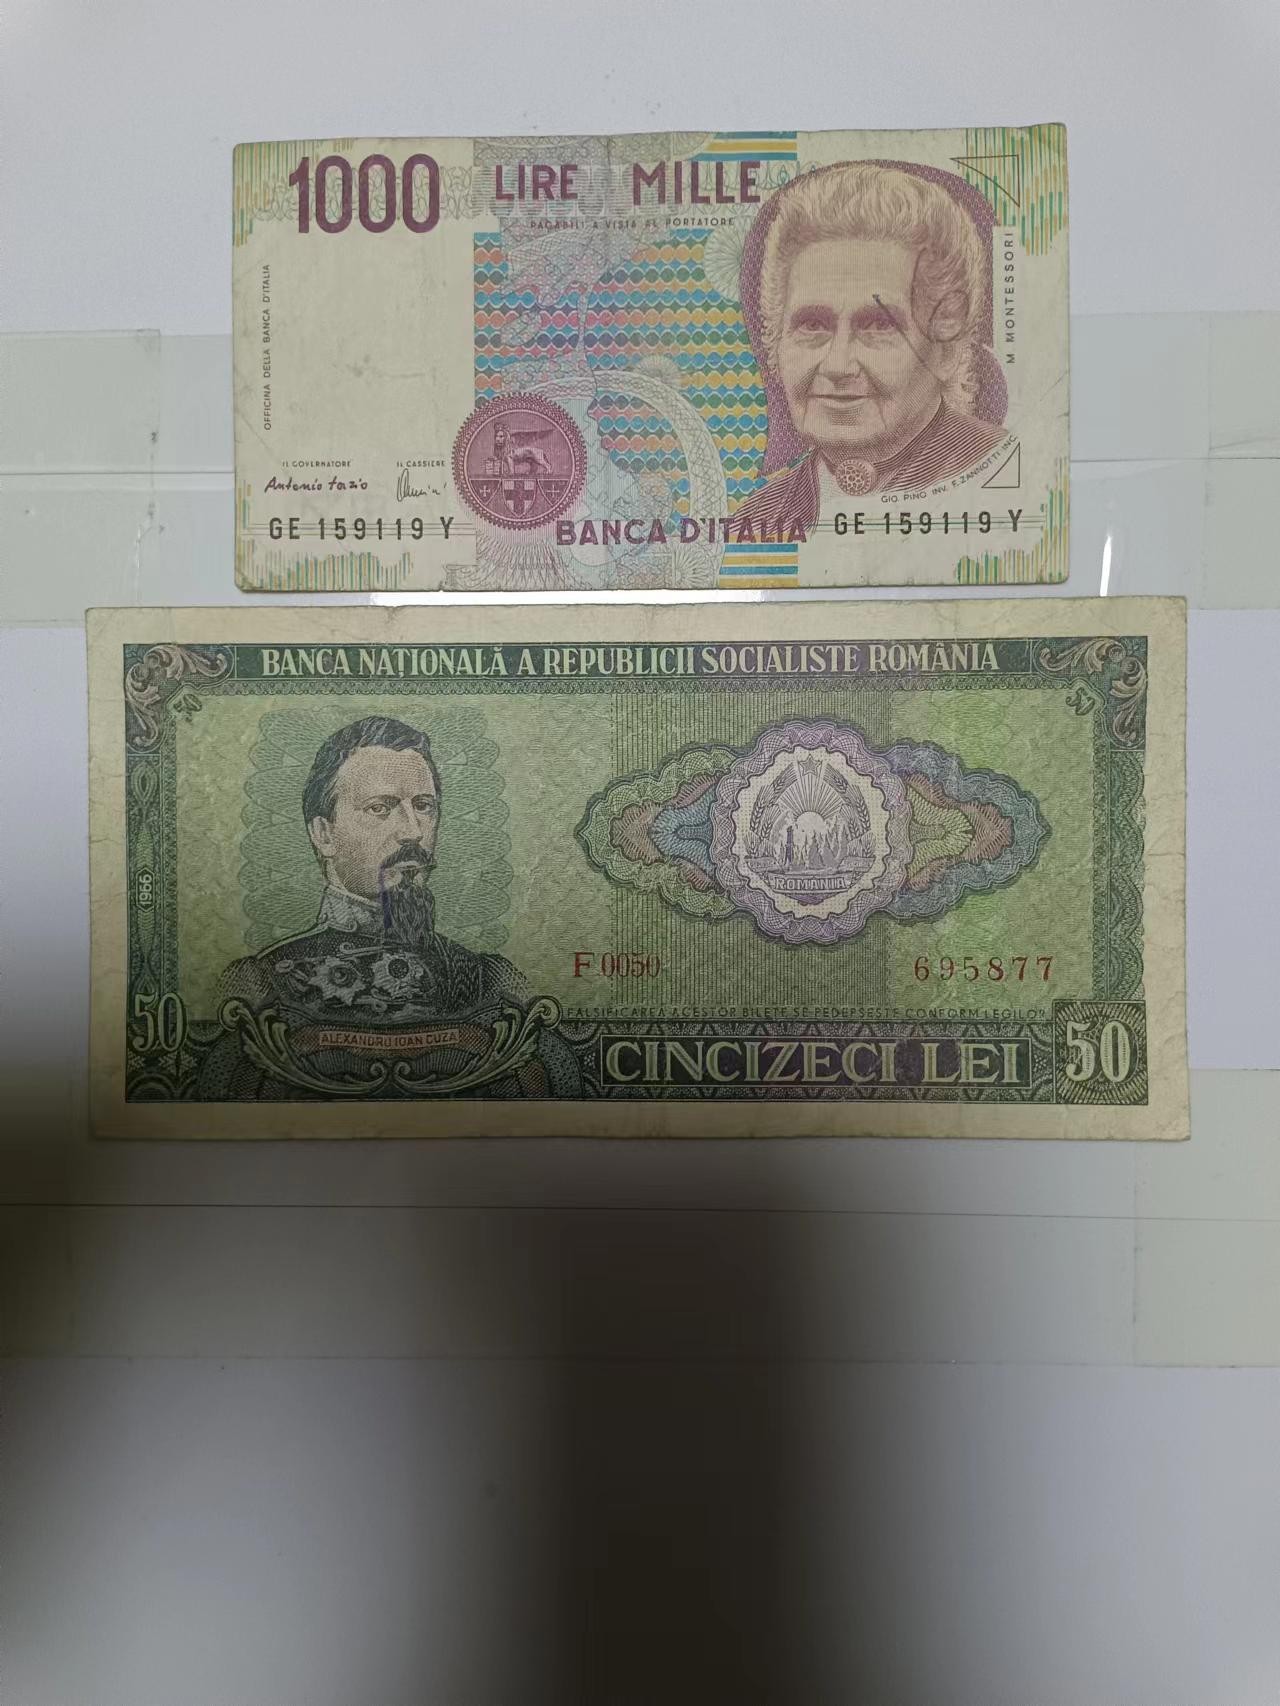 1000 LIRE MILLE
PAGABILI A VISTA AL PORTATORE
OFFICINA DELLA BANCA D'ITALIA
M. MONTESSORI
IL GOVERNATORE IL CASSIERE
Antonio Fazio
GIO. PINO INV. F. ZANNOTTI INC.
GE 159119 Y
BANCA D'ITALIA
GE 159119 Y
BANCA NAȚIONALĂ A REPUBLICII SOCIALISTE ROMÂNIA
50
50
1966
ROMANIA
F 0050
695877
FALSIFICAREA ACESTOR BILETE SE PEDEPSESTE CONFORM LEGILOR
50
ALEXANDRU IOAN CUZA
CINCIZECI LEI
50